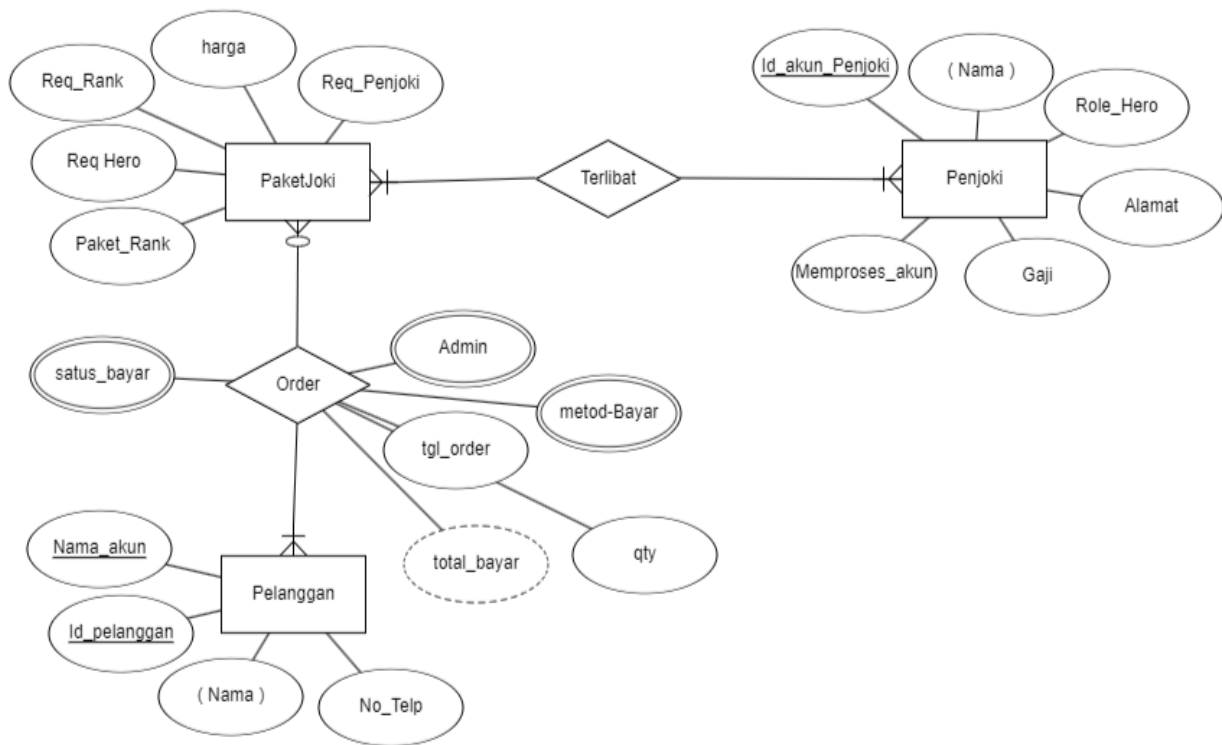 harga
Req_Rank
Req_Penjoki
Req Hero
PaketJoki
Paket_Rank
Terlibat
Id_akun_Penjoki
( Nama )
Role_Hero
Penjoki
Alamat
Memproses_akun
Gaji
satus_bayar
Order
Admin
metod-Bayar
tgl_order
total_bayar
qty
Nama_akun
Pelanggan
Id_pelanggan
( Nama )
No_Telp